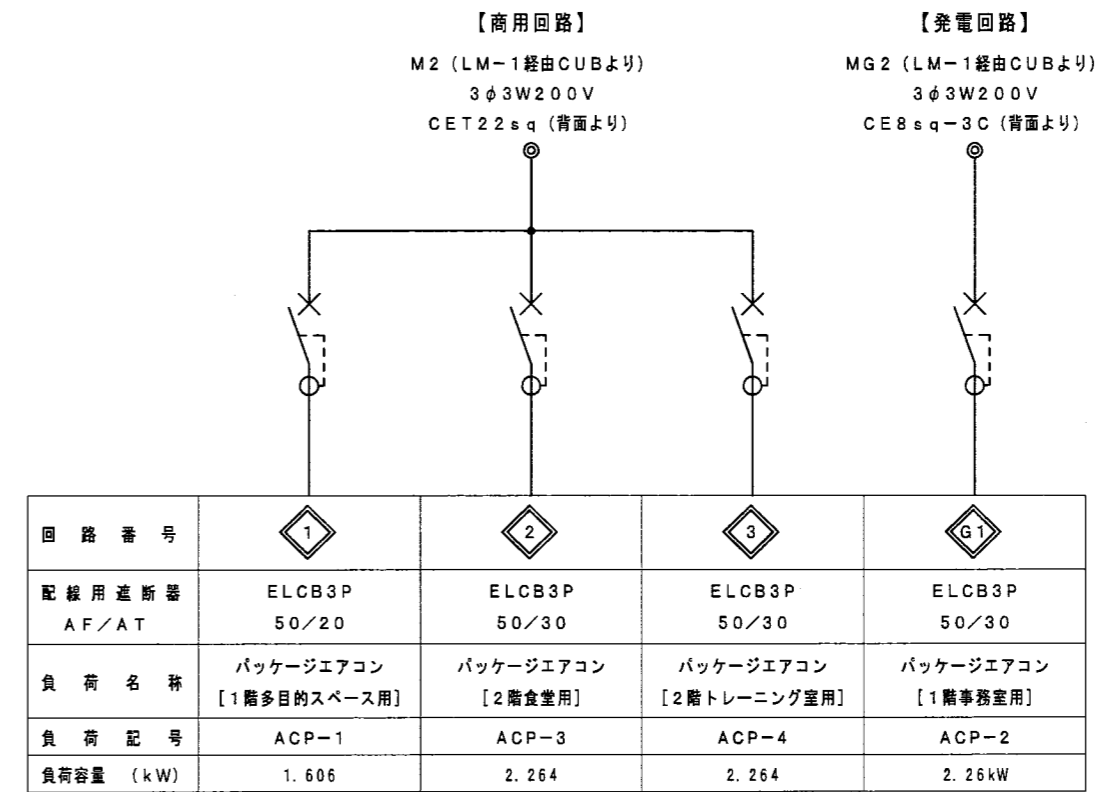 【商用回路】
M2（LM－1経由CUBより）
3φ3W200V
CET22sq（背面より）
【発電回路】
MG2（LM－1経由CUBより）
3φ3W200V
CE8sq－3C（背面より）
回路番号 1 2 3 G1
配線用遮断器 ELCB3P ELCB3P ELCB3P ELCB3P
AF／AT 50／20 50／30 50／30 50／30
負荷名称 パッケージエアコン パッケージエアコン パッケージエアコン パッケージエアコン
[1階多目的スペース用] [2階食堂用] [2階トレーニング室用] [1階事務室用]
負荷記号 ACP－1 ACP－3 ACP－4 ACP－2
負荷容量 （kW） 1.606 2.264 2.264 2.26kW